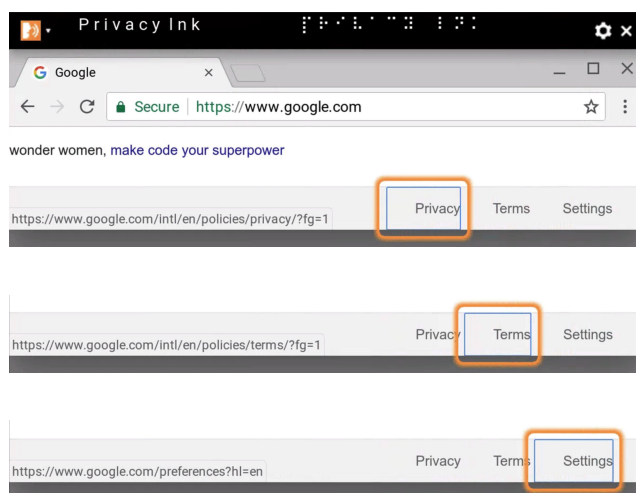 Privacy lnk
Google
Secure https://www.google.com
wonder women, make code your superpower
https://www.google.com/intl/en/policies/privacy/?fg=1 Privacy Terms Settings
https://www.google.com/intl/en/policies/terms/?fg=1 Privacy Terms Settings
https://www.google.com/preferences?hl=en Privacy Terms Settings